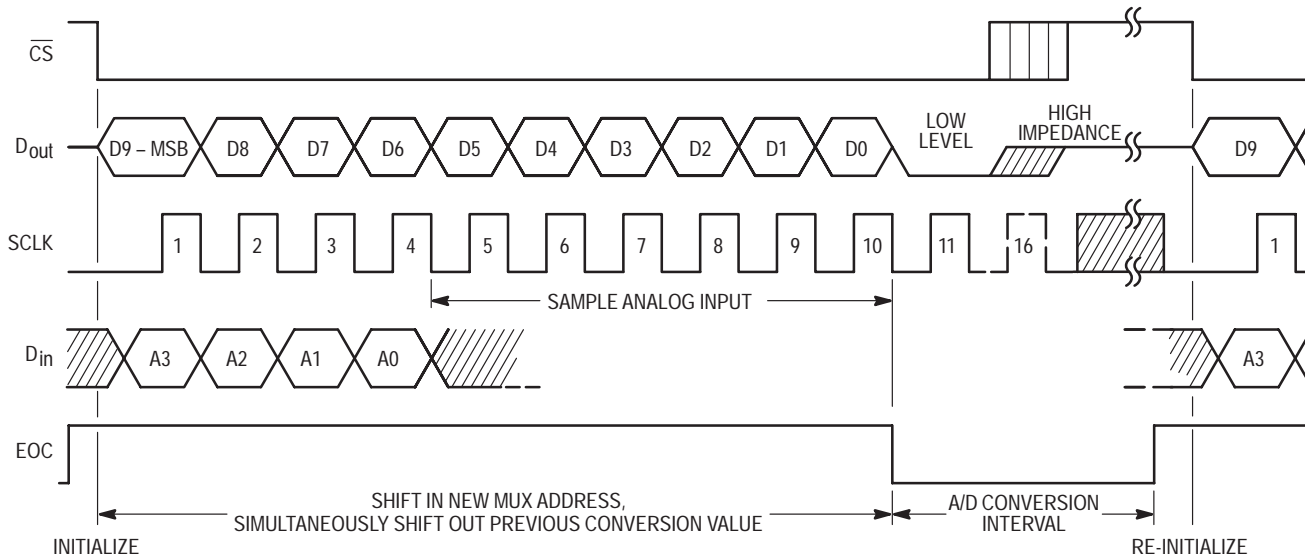 CS
Dout
D9 – MSB D8 D7 D6 D5 D4 D3 D2 D1 D0
LOW
LEVEL
HIGH
IMPEDANCE
D9
SCLK
1 2 3 4 5 6 7 8 9 10 11 16 1
SAMPLE ANALOG INPUT
Din
A3 A2 A1 A0 A3
EOC
SHIFT IN NEW MUX ADDRESS,
SIMULTANEOUSLY SHIFT OUT PREVIOUS CONVERSION VALUE
A/D CONVERSION
INTERVAL
INITIALIZE
RE-INITIALIZE